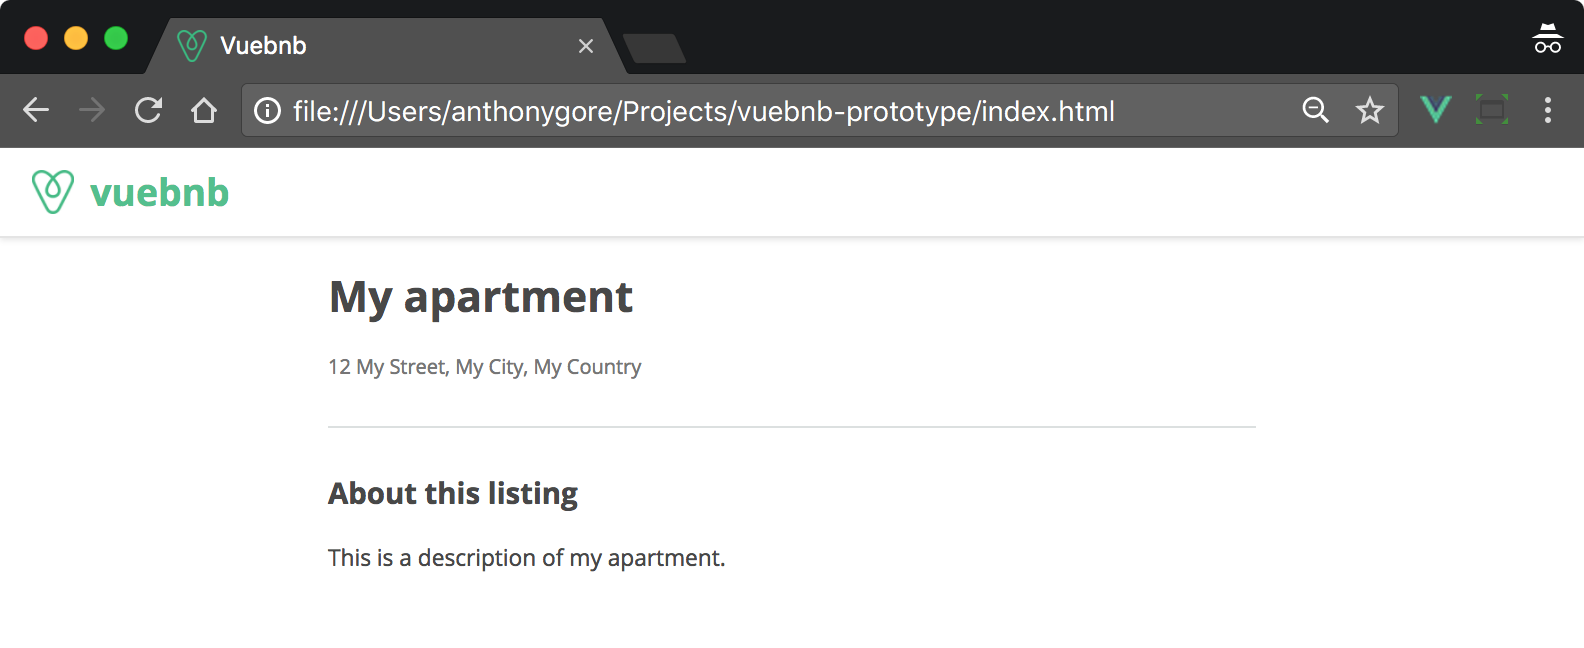 Vuebnb
file:///Users/anthonygore/Projects/vuebnb-prototype/index.html
vuebnb
My apartment
12 My Street, My City, My Country
About this listing
This is a description of my apartment.